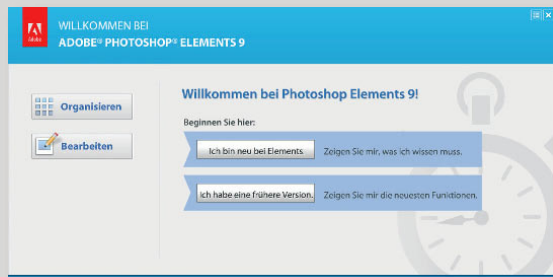 Adobe
WILLKOMMEN BEI
ADOBE® PHOTOSHOP® ELEMENTS 9
Organisieren
Bearbeiten
Willkommen bei Photoshop Elements 9!
Beginnen Sie hier:
Ich bin neu bei Elements Zeigen Sie mir, was ich wissen muss.
Ich habe eine frühere Version. Zeigen Sie mir die neuesten Funktionen.